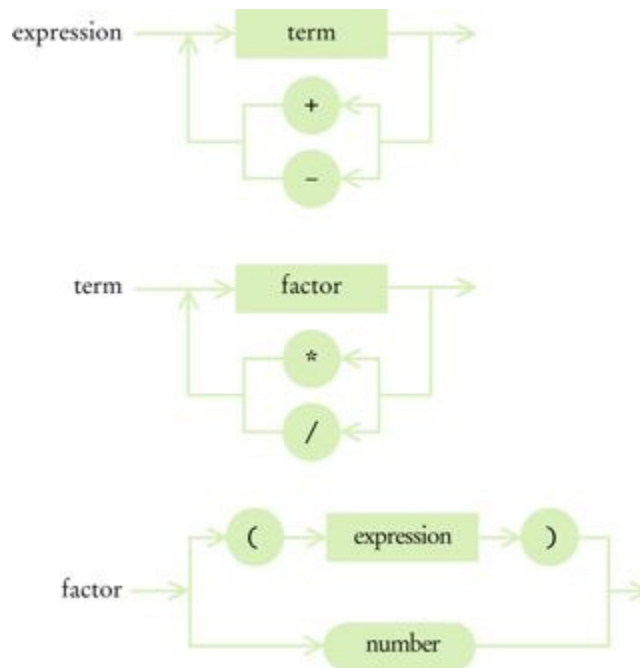 expression term
+
-
term factor
*
/
( expression )
factor
number